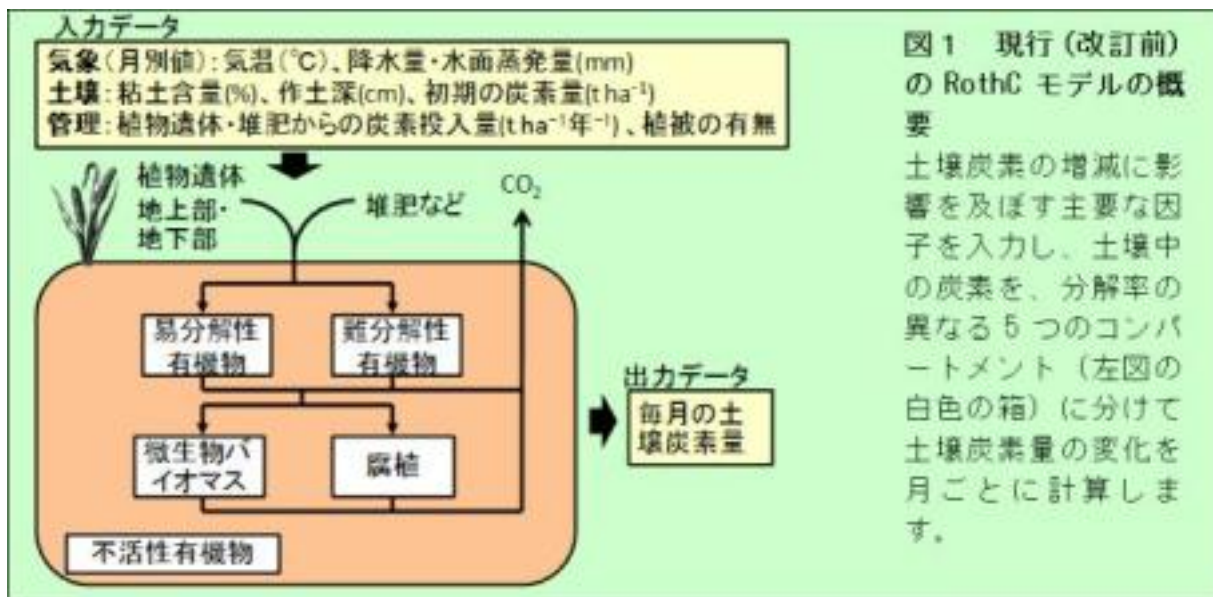 入力データ
気象(月別値):気温(℃)、降水量・水面蒸発量(mm)
土壌:粘土含量(%)、作土深(cm)、初期の炭素量(t ha⁻¹)
管理:植物遺体・堆肥からの炭素投入量(t ha⁻¹年⁻¹)、植被の有無
植物遺体
地上部・
地下部
堆肥など
CO₂
易分解性
有機物
難分解性
有機物
微生物バ
イオマス
腐植
不活性有機物
出力データ
毎月の土
壌炭素量
図1 現行(改訂前)
の RothC モデルの概
要
土壌炭素の増減に影
響を及ぼす主要な因
子を入力し、土壌中
の炭素を、分解率の
異なる5つのコンパ
ートメント(左図の
白色の箱)に分けて
土壌炭素量の変化を
月ごとに計算しま
す。